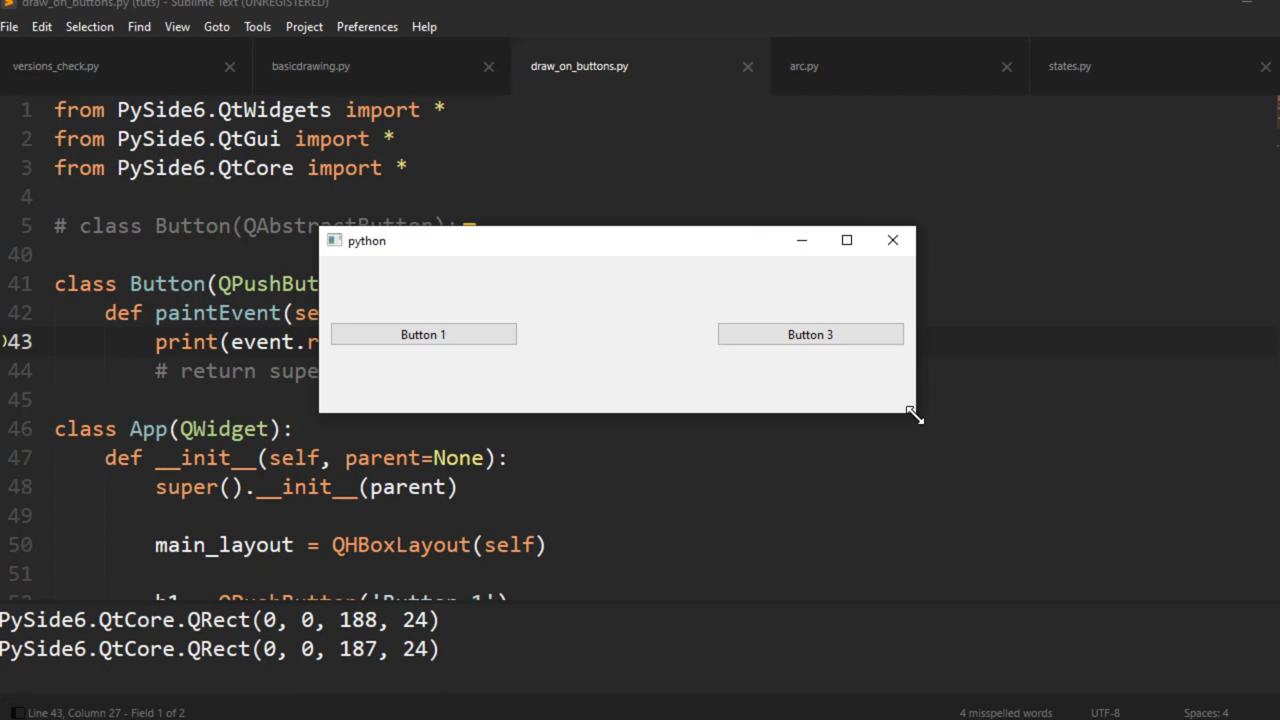 draw_on_buttons.py (tuts) - Sublime Text (UNREGISTERED)
File Edit Selection Find View Goto Tools Project Preferences Help
versions_check.py basicdrawing.py draw_on_buttons.py arc.py states.py
1 from PySide6.QtWidgets import *
2 from PySide6.QtGui import *
3 from PySide6.QtCore import *
4
5 # class Button(QAbstractButton):
40
41 class Button(QPushBut
42 def paintEvent(se
43 print(event.r
44 # return supe
45
46 class App(QWidget):
47 def __init__(self, parent=None):
48 super().__init__(parent)
49
50 main_layout = QHBoxLayout(self)
51
52 b1 = QPushButton('Button 1')
python
Button 1
Button 3
PySide6.QtCore.QRect(0, 0, 188, 24)
PySide6.QtCore.QRect(0, 0, 187, 24)
Line 43, Column 27 - Field 1 of 2 4 misspelled words UTF-8 Spaces: 4